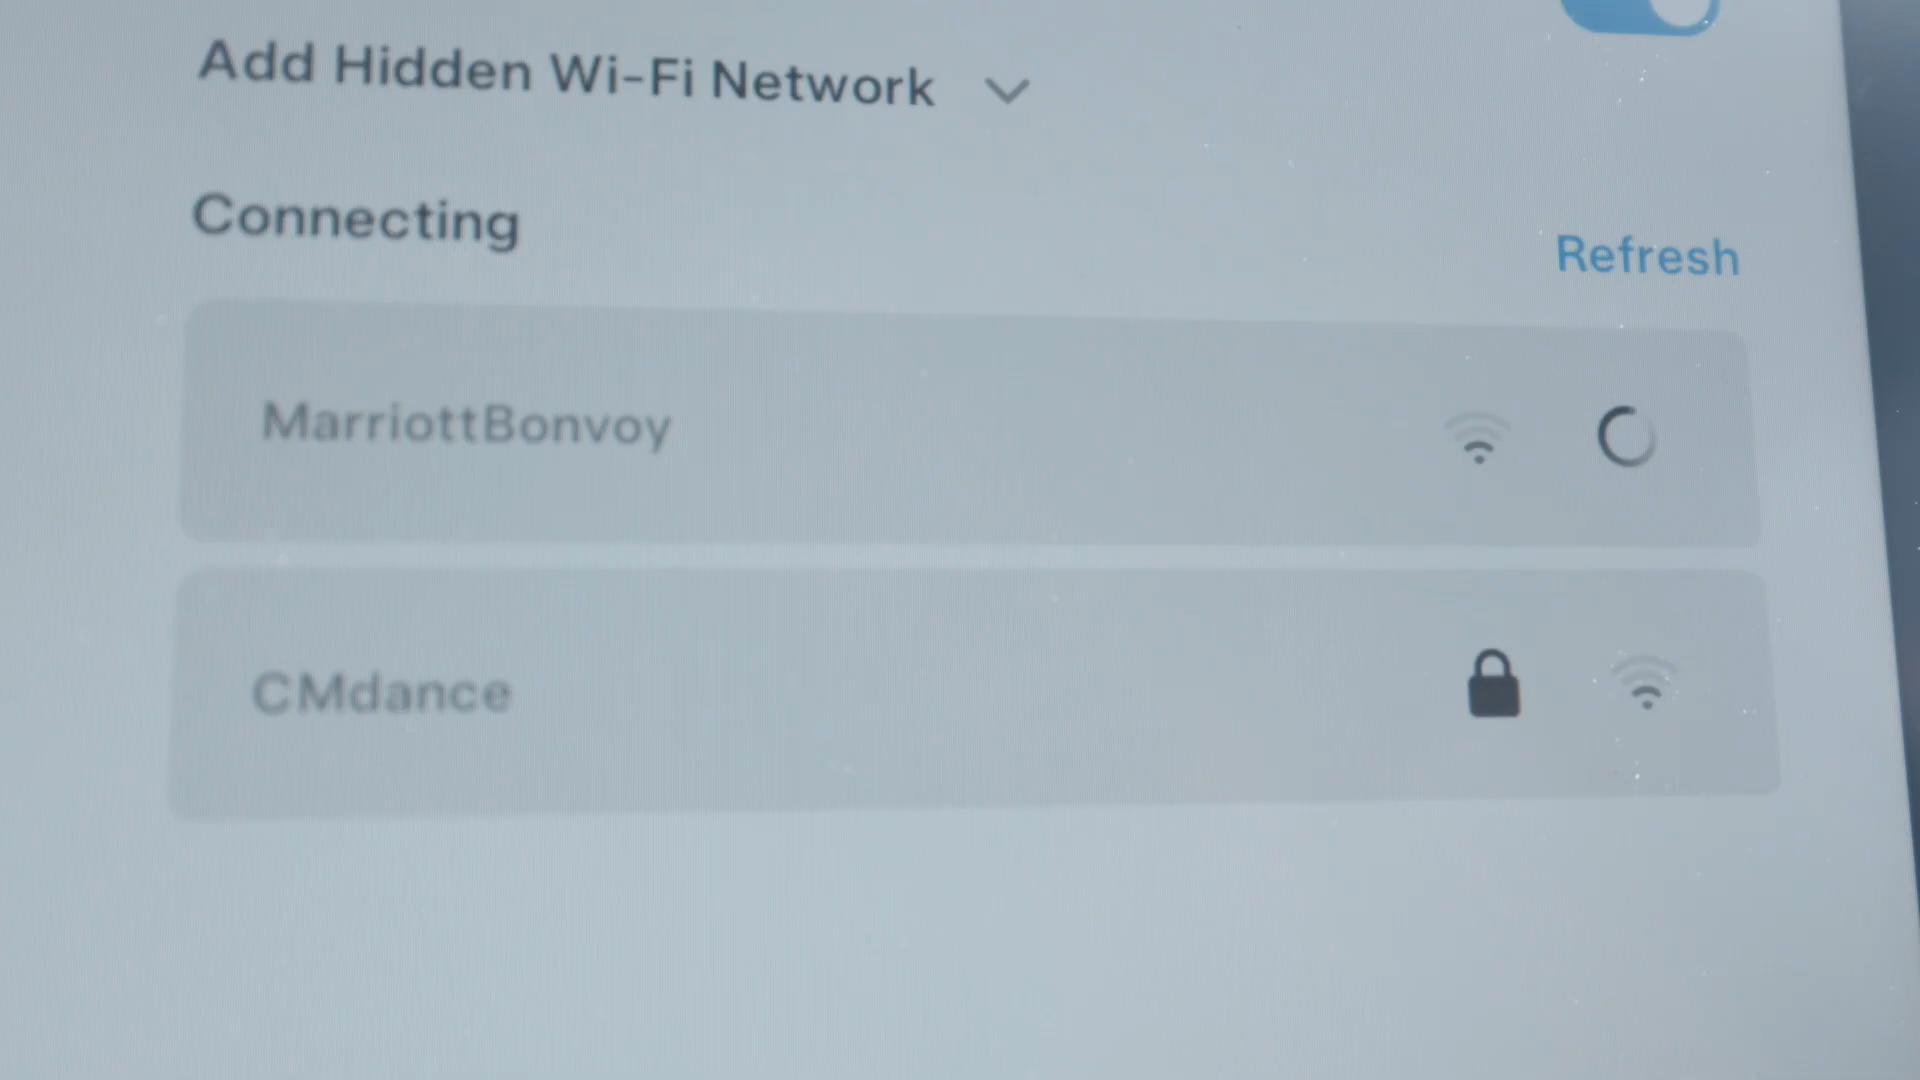 Add Hidden Wi-Fi Network
Connecting
Refresh
MarriottBonvoy
CMdance